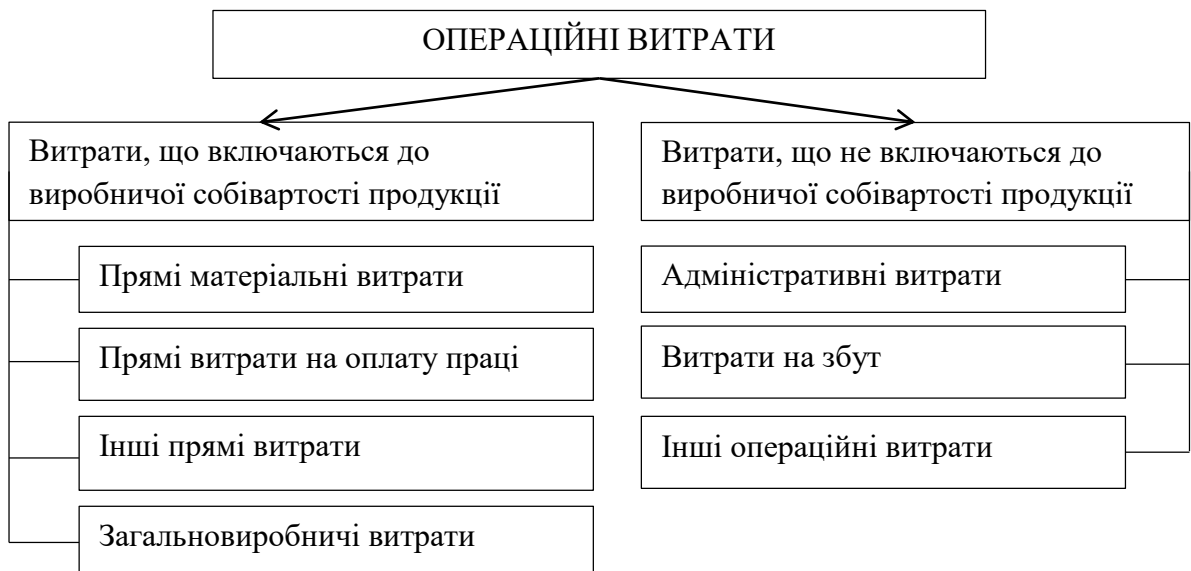 ОПЕРАЦІЙНІ ВИТРАТИ
Витрати, що включаються до
виробничої собівартості продукції
Прямі матеріальні витрати
Прямі витрати на оплату праці
Інші прямі витрати
Загальновиробничі витрати
Витрати, що не включаються до
виробничої собівартості продукції
Адміністративні витрати
Витрати на збут
Інші операційні витрати